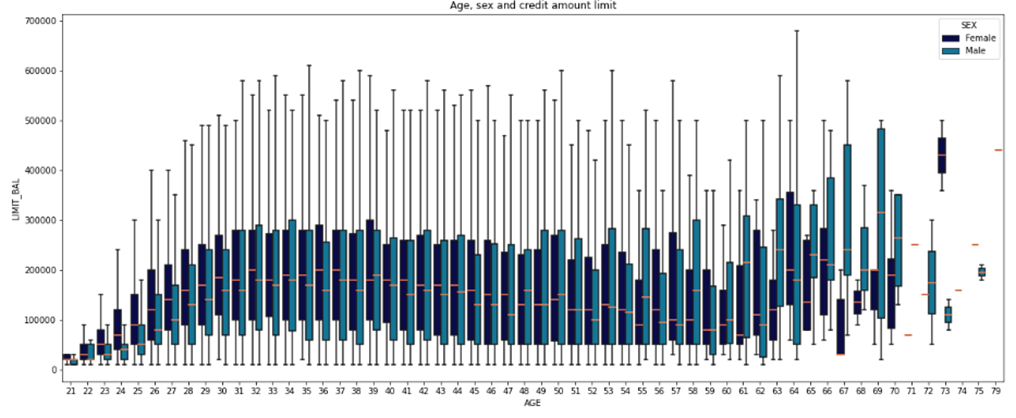 Age, sex and credit amount limit
SEX
Female
Male
LIMIT_BAL
700000
600000
500000
400000
300000
200000
100000
0
21 22 23 24 25 26 27 28 29 30 31 32 33 34 35 36 37 38 39 40 41 42 43 44 45 46 47 48 49 50 51 52 53 54 55 56 57 58 59 60 61 62 63 64 65 66 67 68 69 70 71 72 73 74 75 79
AGE